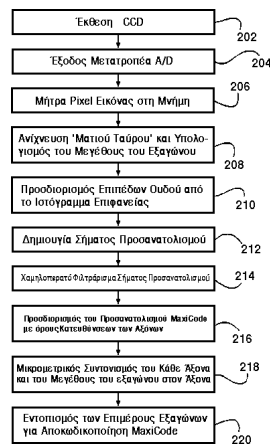 Έκθεση CCD
202
Έξοδος Μετατροπέα A/D
204
Μήτρα Pixel Εικόνας στη Μνήμη
206
Ανίχνευση 'Ματιού Ταύρου' και Υπολο-
γισμός του Μεγέθους του Εξαγώνου
208
Προσδιορισμός Επιπέδων Ουδού από
το Ιστόγραμμα Επιφανείας
210
Δημιουγία Σήματος Προσανατολισμού
212
Χαμηλοπερατό Φιλτράρισμα Σήματος Προσανατολισμού
214
Προσδιορισμός του Προσανατολισμού MaxiCode
με όρους Κατευθύνσεων των Αξόνων
216
Μικρομετρικός Συντονισμός του Κάθε Άξονα
και του Μεγέθους του εξαγώνου στον Άξονα
218
Εντοπισμός των Επιμέρους Εξαγώνων
για Αποκωδικοποίηση MaxiCode
220